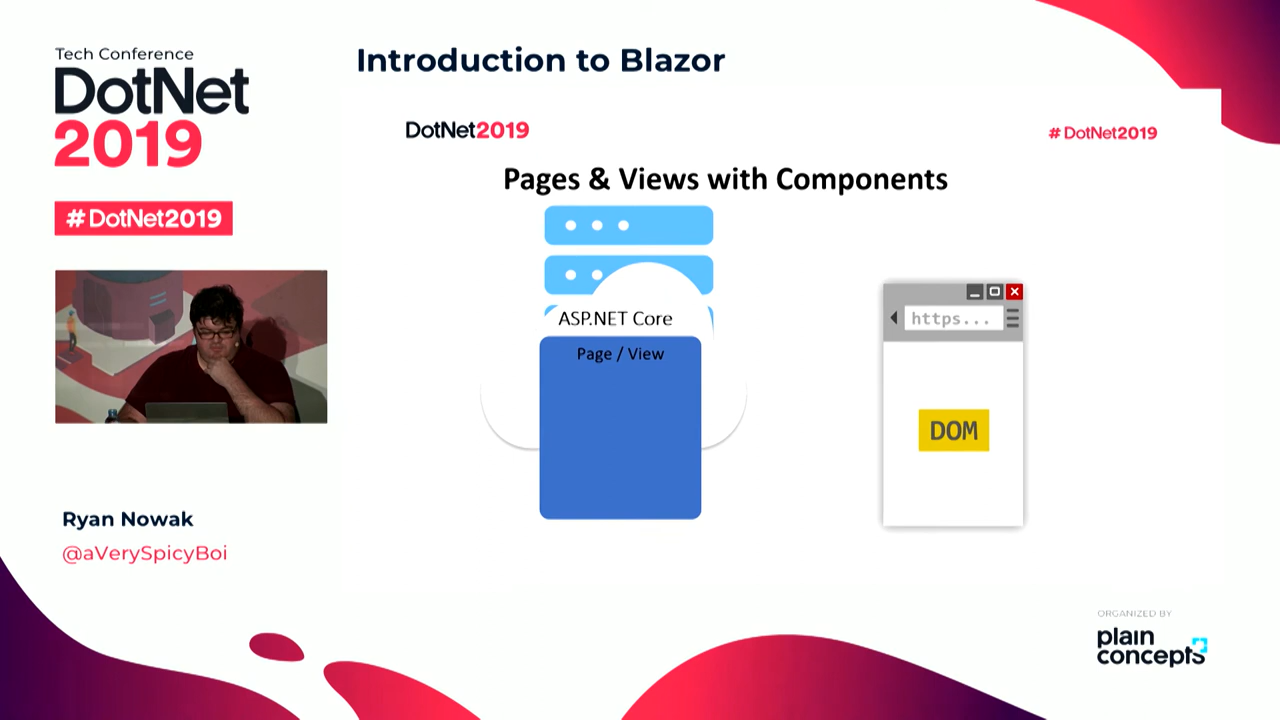 Tech Conference
DotNet
2019
#DotNet2019
Ryan Nowak
@aVerySpicyBoi
Introduction to Blazor
DotNet2019
#DotNet2019
Pages & Views with Components
ASP.NET Core
Page / View
https...
DOM
ORGANIZED BY
plain
concepts